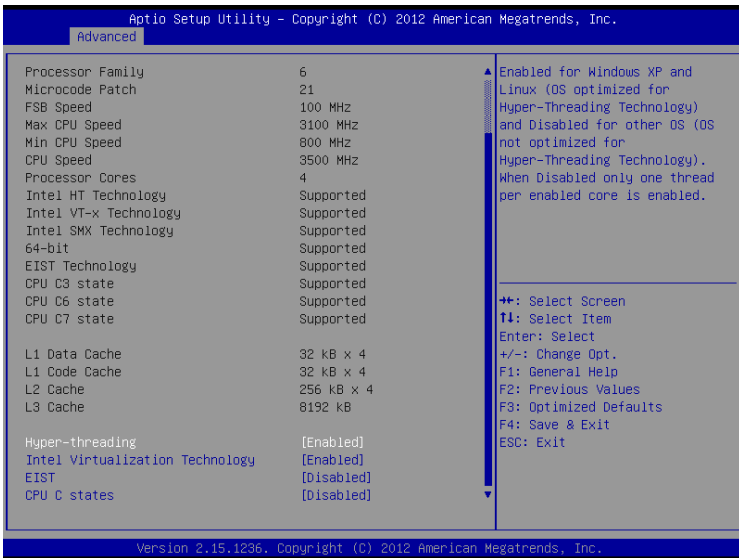 Aptio Setup Utility – Copyright (C) 2012 American Megatrends, Inc.
Advanced
Processor Family 6
Microcode Patch 21
FSB Speed 100 MHz
Max CPU Speed 3100 MHz
Min CPU Speed 800 MHz
CPU Speed 3500 MHz
Processor Cores 4
Intel HT Technology Supported
Intel VT-x Technology Supported
Intel SMX Technology Supported
64-bit Supported
EIST Technology Supported
CPU C3 state Supported
CPU C6 state Supported
CPU C7 state Supported
L1 Data Cache 32 kB x 4
L1 Code Cache 32 kB x 4
L2 Cache 256 kB x 4
L3 Cache 8192 kB
Hyper-threading [Enabled]
Intel Virtualization Technology [Enabled]
EIST [Disabled]
CPU C states [Disabled]
Enabled for Windows XP and
Linux (OS optimized for
Hyper-Threading Technology)
and Disabled for other OS (OS
not optimized for
Hyper-Threading Technology).
When Disabled only one thread
per enabled core is enabled.
→←: Select Screen
↑↓: Select Item
Enter: Select
+/-: Change Opt.
F1: General Help
F2: Previous Values
F3: Optimized Defaults
F4: Save & Exit
ESC: Exit
Version 2.15.1236. Copyright (C) 2012 American Megatrends, Inc.